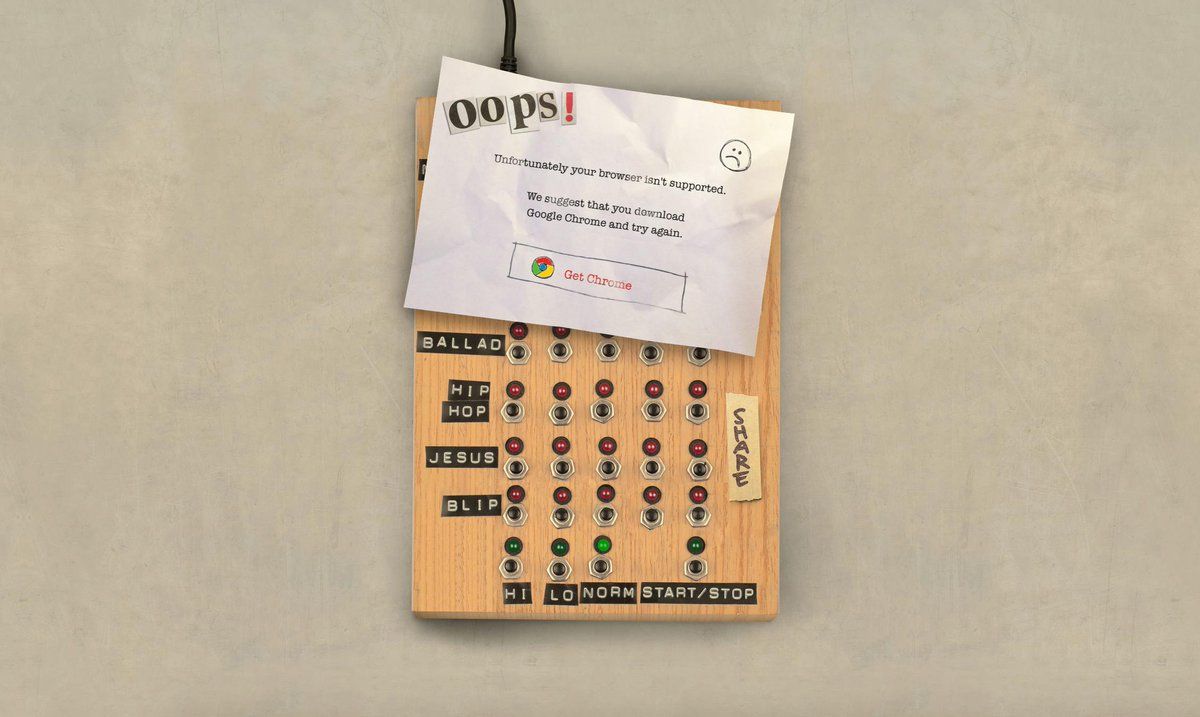 oops!
Unfortunately your browser isn't supported.
We suggest that you download
Google Chrome and try again.
Get Chrome
BALLAD
HIP
HOP
JESUS
BLIP
SHARE
HI LO NORM START/STOP